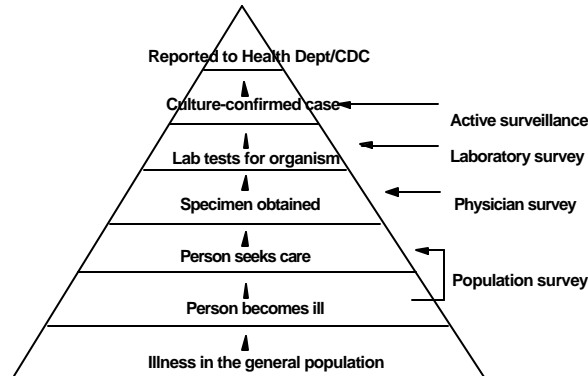 Reported to Health Dept/CDC
Culture-confirmed case
Active surveillance
Lab tests for organism
Laboratory survey
Specimen obtained
Physician survey
Person seeks care
Population survey
Person becomes ill
Illness in the general population